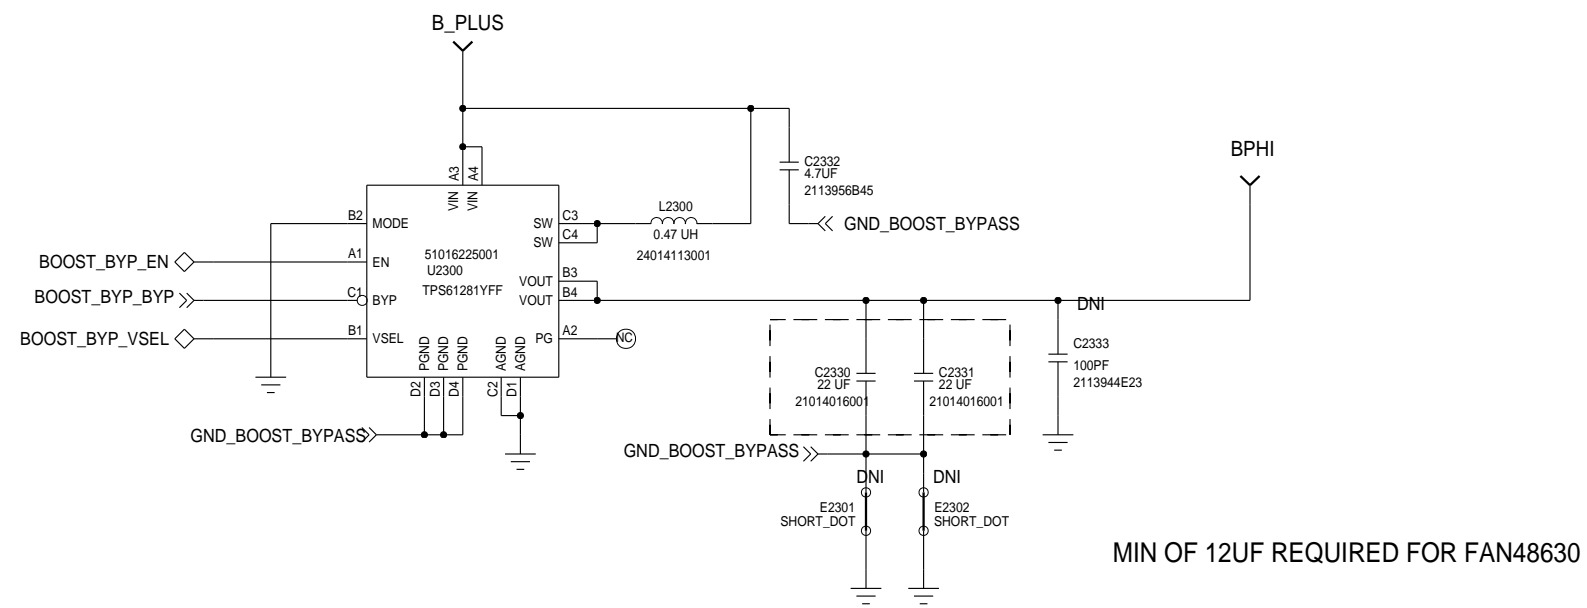 B_PLUS
A3
A4
VIN
VIN
B2
MODE
BOOST_BYP_EN
A1
EN
BOOST_BYP_BYP
C1
BYP
BOOST_BYP_VSEL
B1
VSEL
51016225001
U2300
TPS61281YFF
SW
C3
SW
C4
VOUT
B3
VOUT
B4
PG
A2
NC
PGND
PGND
PGND
AGND
AGND
D2
D3
D4
C2
D1
GND_BOOST_BYPASS
L2300
0.47 UH
24014113001
C2332
4.7UF
2113956B45
GND_BOOST_BYPASS
BPHI
DNI
C2333
100PF
2113944E23
C2330
22 UF
21014016001
C2331
22 UF
21014016001
GND_BOOST_BYPASS
DNI
DNI
E2301
SHORT_DOT
E2302
SHORT_DOT
MIN OF 12UF REQUIRED FOR FAN48630